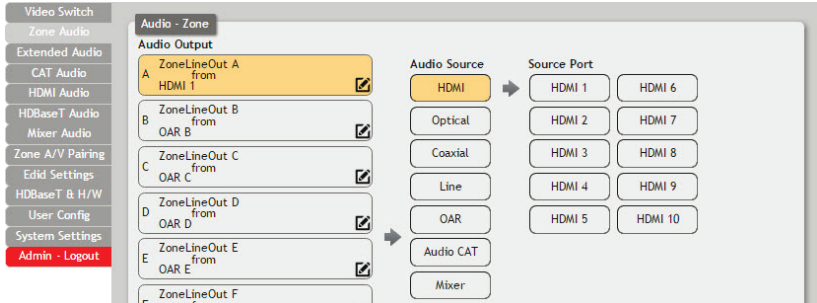 Video Switch
Zone Audio
Extended Audio
CAT Audio
HDMI Audio
HDBaseT Audio
Mixer Audio
Zone A/V Pairing
Edid Settings
HDBaseT & H/W
User Config
System Settings
Admin - Logout
Audio - Zone
Audio Output
A
ZoneLineOut A
from
HDMI 1
B
ZoneLineOut B
from
OAR B
C
ZoneLineOut C
from
OAR C
D
ZoneLineOut D
from
OAR D
E
ZoneLineOut E
from
OAR E
ZoneLineOut F
Audio Source
HDMI
Optical
Coaxial
Line
OAR
Audio CAT
Mixer
Source Port
HDMI 1
HDMI 6
HDMI 2
HDMI 7
HDMI 3
HDMI 8
HDMI 4
HDMI 9
HDMI 5
HDMI 10